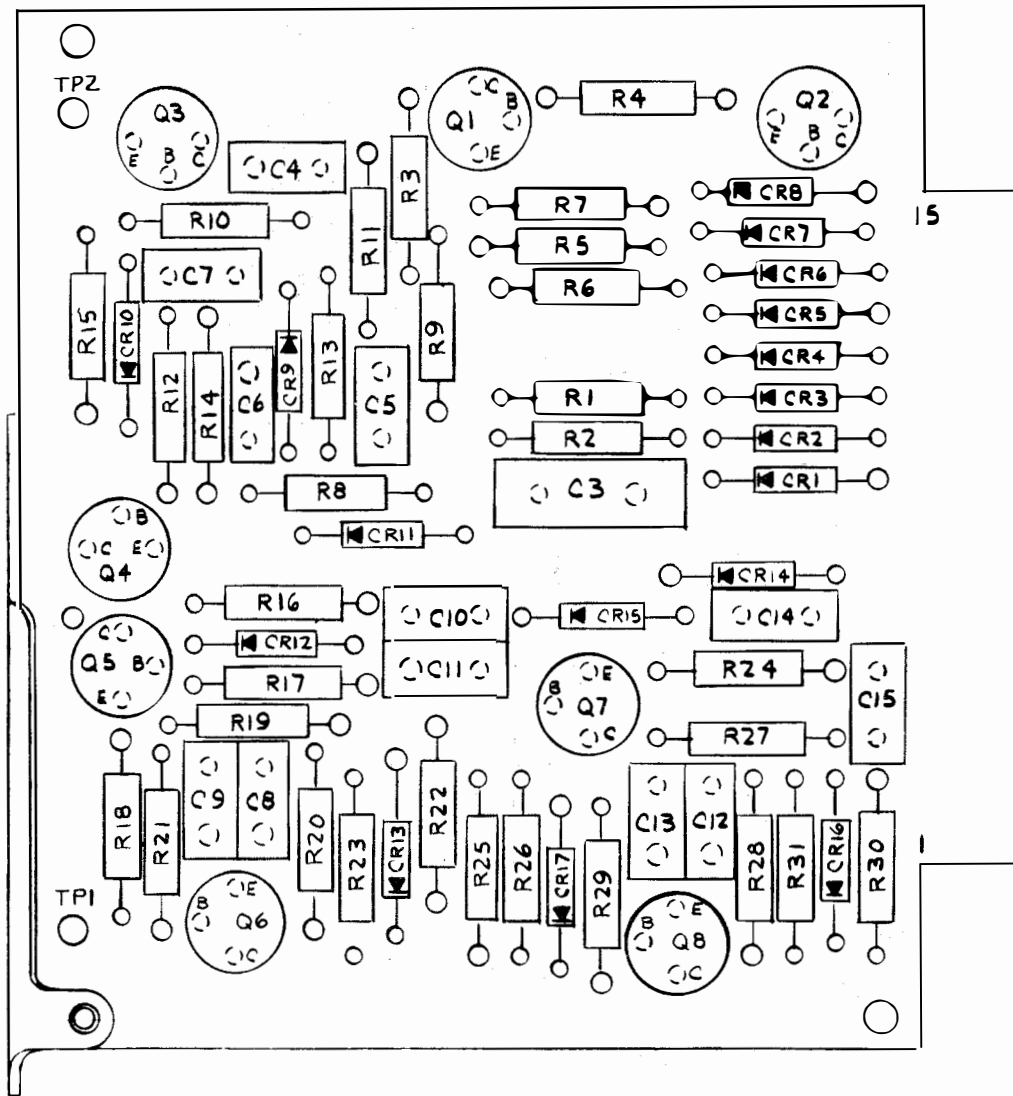 TP2
Q3
E
B
C
C4
R3
C
B
Q1
E
R4
Q2
E
B
C
R10
R11
R7
CR8
15
R5
CR7
C7
R6
CR6
R15
CR10
R12
R14
C6
CR9
R13
C5
R9
CR5
CR4
R1
CR3
R2
CR2
C3
CR1
R8
CR11
B
C
E
Q4
R16
C10
CR14
CR15
C14
C
Q5
B
E
CR12
R17
C11
E
B
Q7
C
R24
C15
R19
R27
R18
R21
C9
C8
R20
R23
CR13
R22
R25
R26
CR17
R29
C13
C12
R28
R31
CR16
R30
1
TP1
E
B
Q6
C
E
B
Q8
C